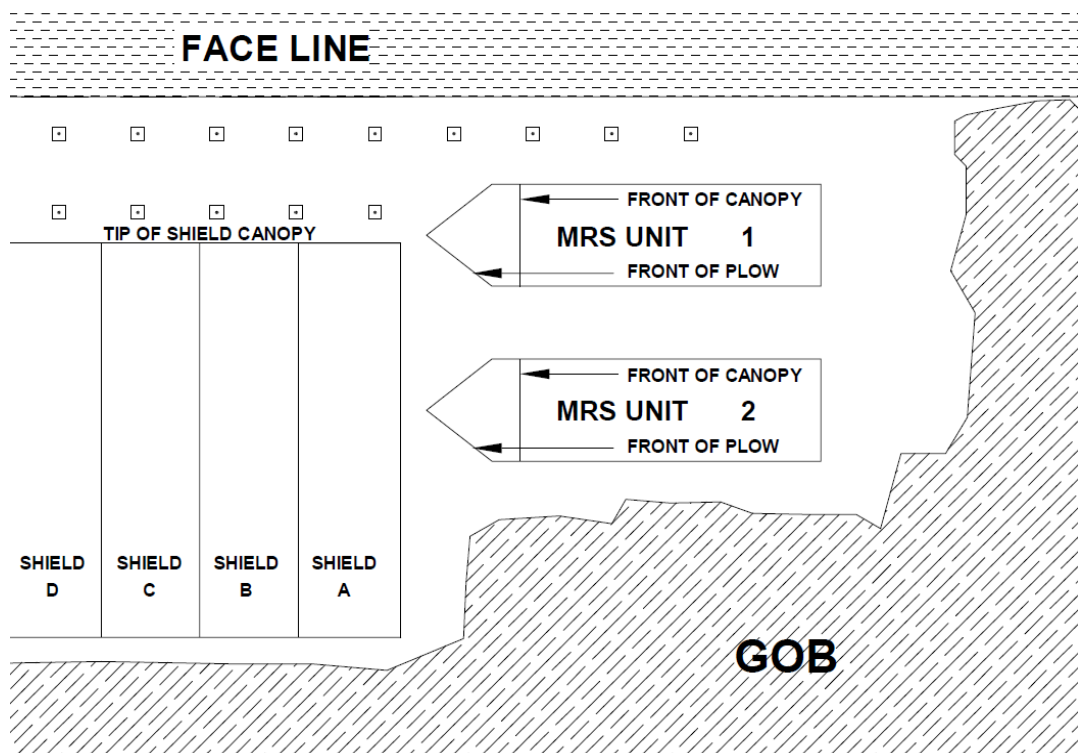 FACE LINE
FRONT OF CANOPY
MRS UNIT 1
FRONT OF PLOW
TIP OF SHIELD CANOPY
FRONT OF CANOPY
MRS UNIT 2
FRONT OF PLOW
SHIELD D
SHIELD C
SHIELD B
SHIELD A
GOB